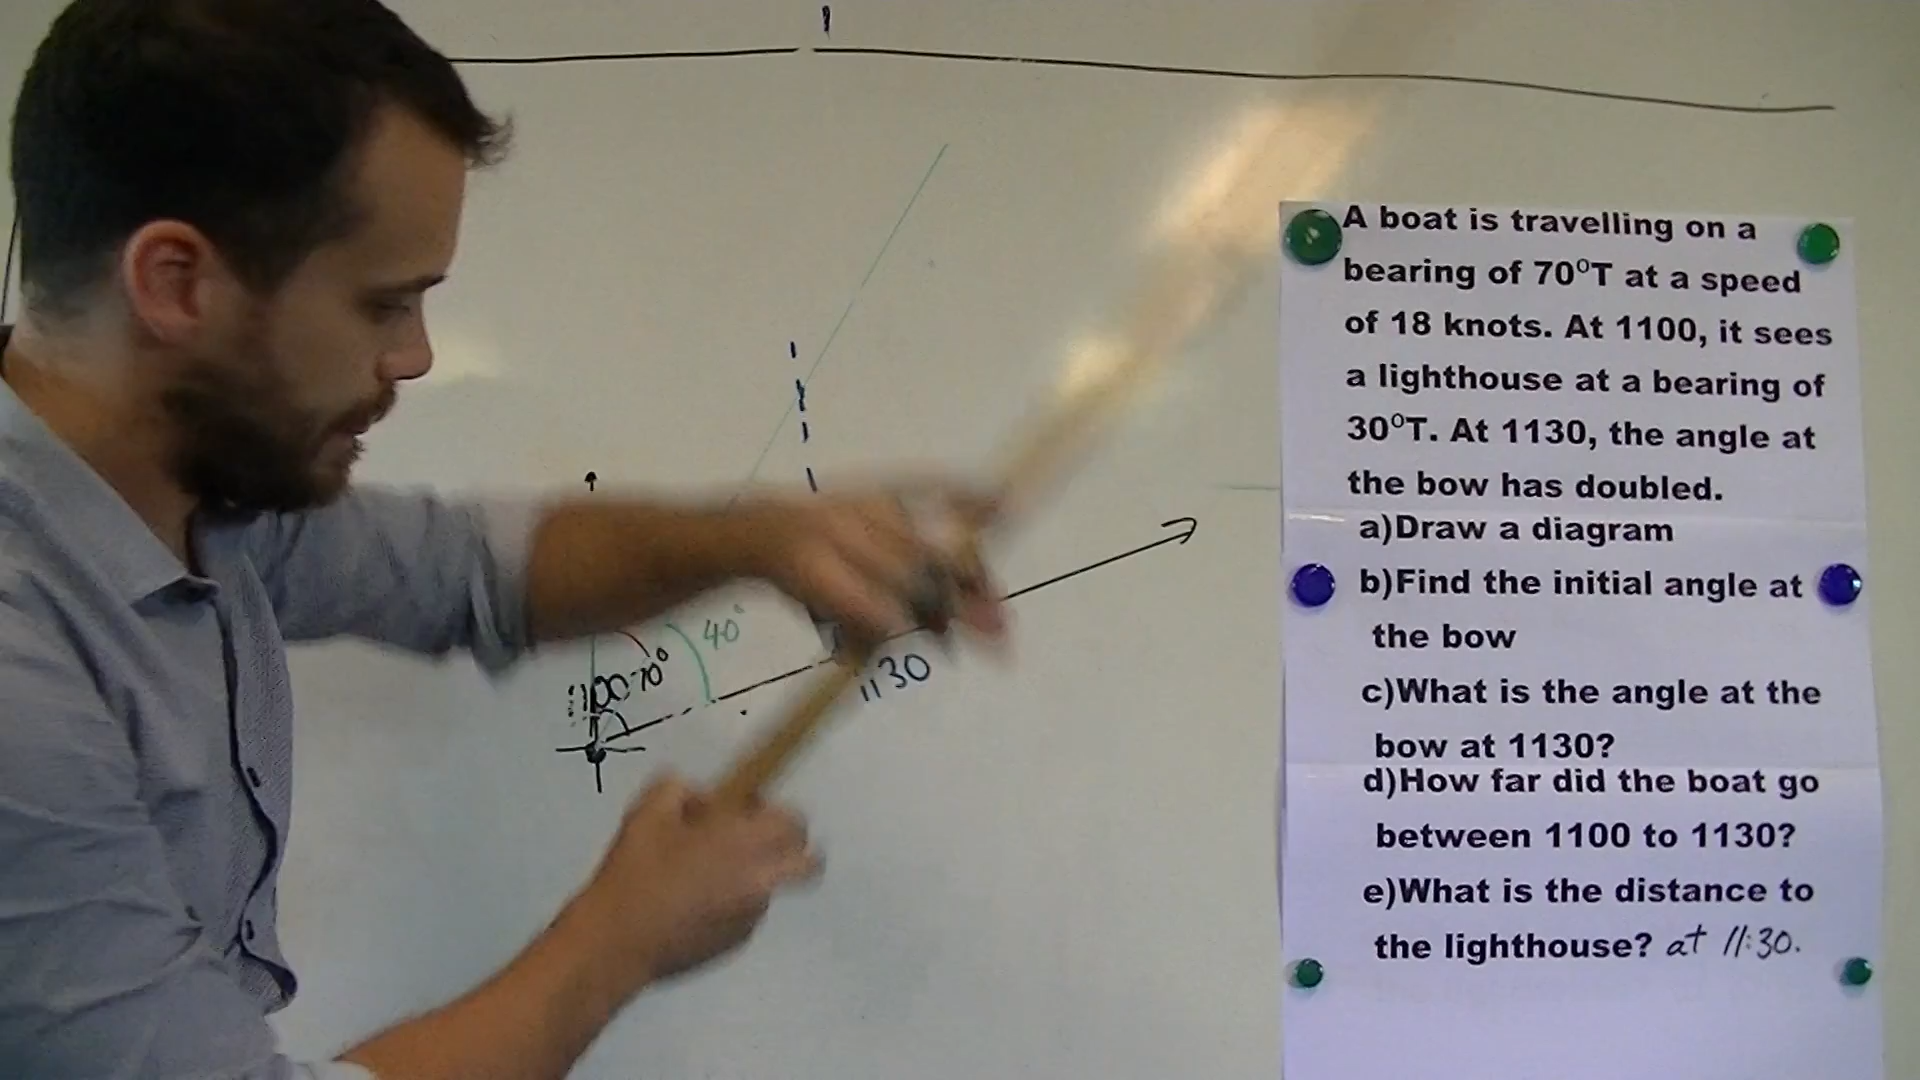 A boat is travelling on a
bearing of 70⁰T at a speed
of 18 knots. At 1100, it sees
a lighthouse at a bearing of
30⁰T. At 1130, the angle at
the bow has doubled.
a)Draw a diagram
b)Find the initial angle at
the bow
c)What is the angle at the
bow at 1130?
d)How far did the boat go
between 1100 to 1130?
e)What is the distance to
the lighthouse? at 11:30.
40°
70°
1100
1130